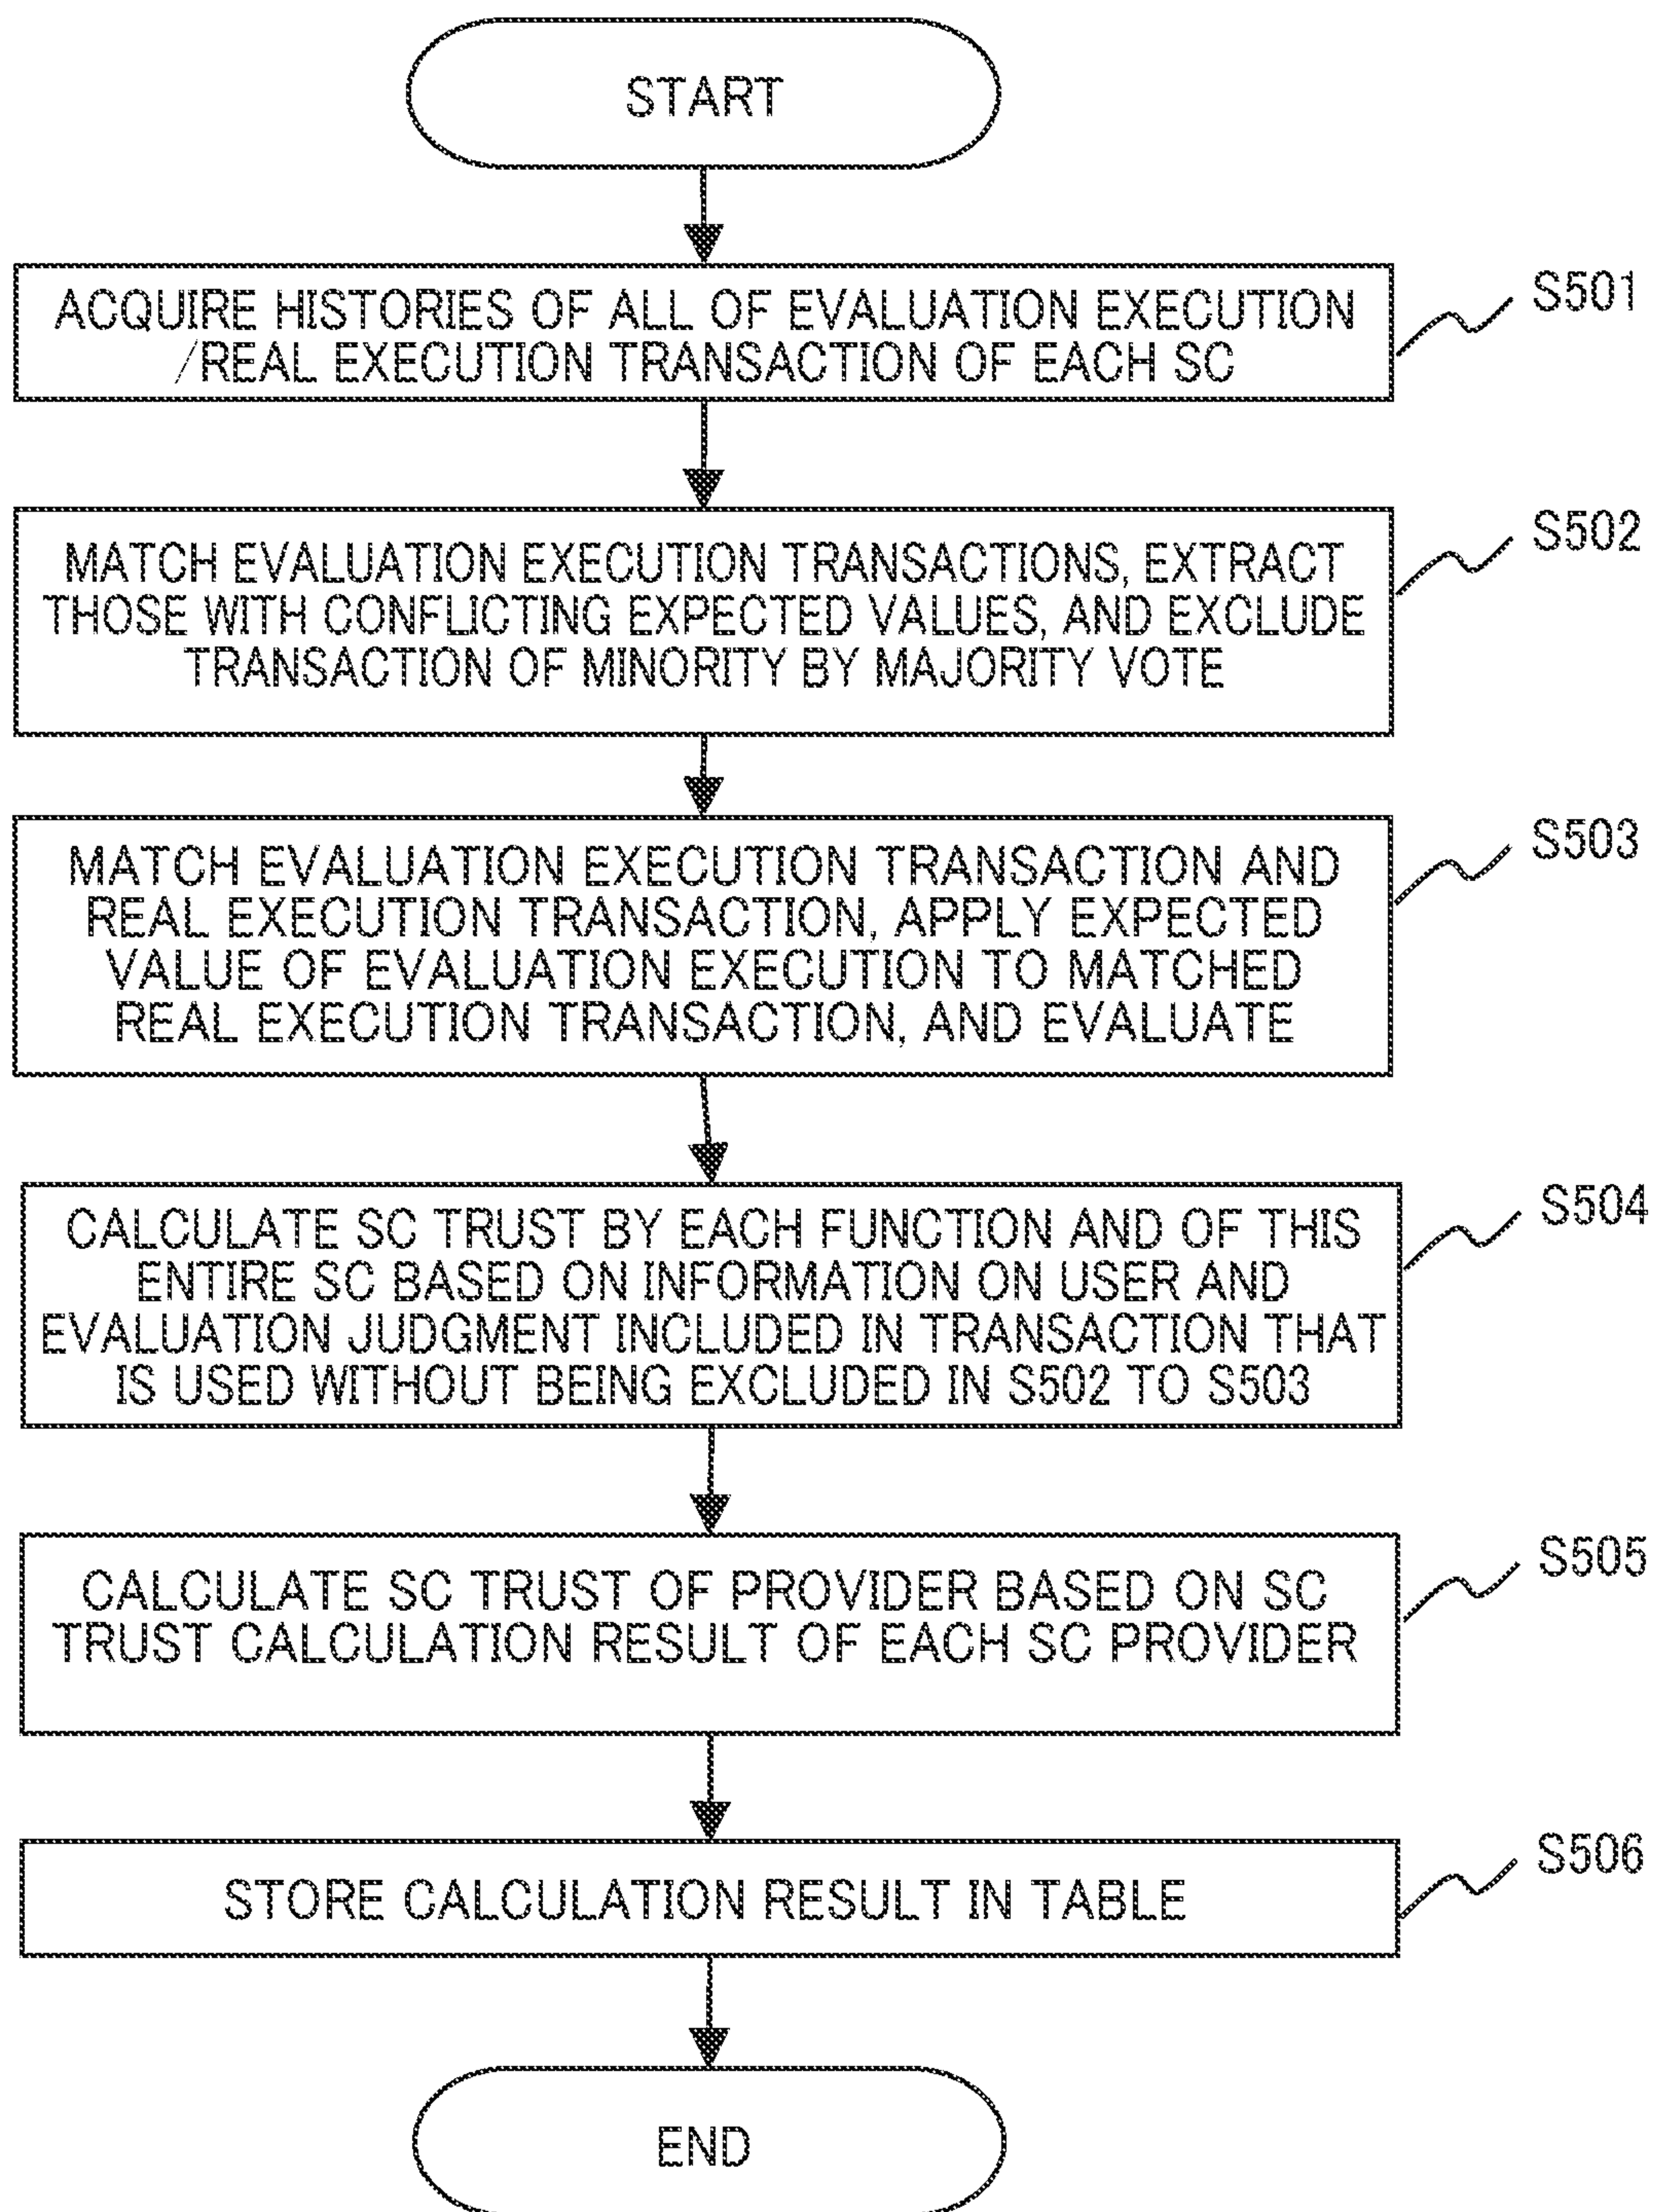 START
ACQUIRE HISTORIES OF ALL OF EVALUATION EXECUTION
/REAL EXECUTION TRANSACTION OF EACH SC
S501
MATCH EVALUATION EXECUTION TRANSACTIONS, EXTRACT
THOSE WITH CONFLICTING EXPECTED VALUES, AND EXCLUDE
TRANSACTION OF MINORITY BY MAJORITY VOTE
S502
MATCH EVALUATION EXECUTION TRANSACTION AND
REAL EXECUTION TRANSACTION, APPLY EXPECTED
VALUE OF EVALUATION EXECUTION TO MATCHED
REAL EXECUTION TRANSACTION, AND EVALUATE
S503
CALCULATE SC TRUST BY EACH FUNCTION AND OF THIS
ENTIRE SC BASED ON INFORMATION ON USER AND
EVALUATION JUDGMENT INCLUDED IN TRANSACTION THAT
IS USED WITHOUT BEING EXCLUDED IN S502 TO S503
S504
CALCULATE SC TRUST OF PROVIDER BASED ON SC
TRUST CALCULATION RESULT OF EACH SC PROVIDER
S505
STORE CALCULATION RESULT IN TABLE
S506
END